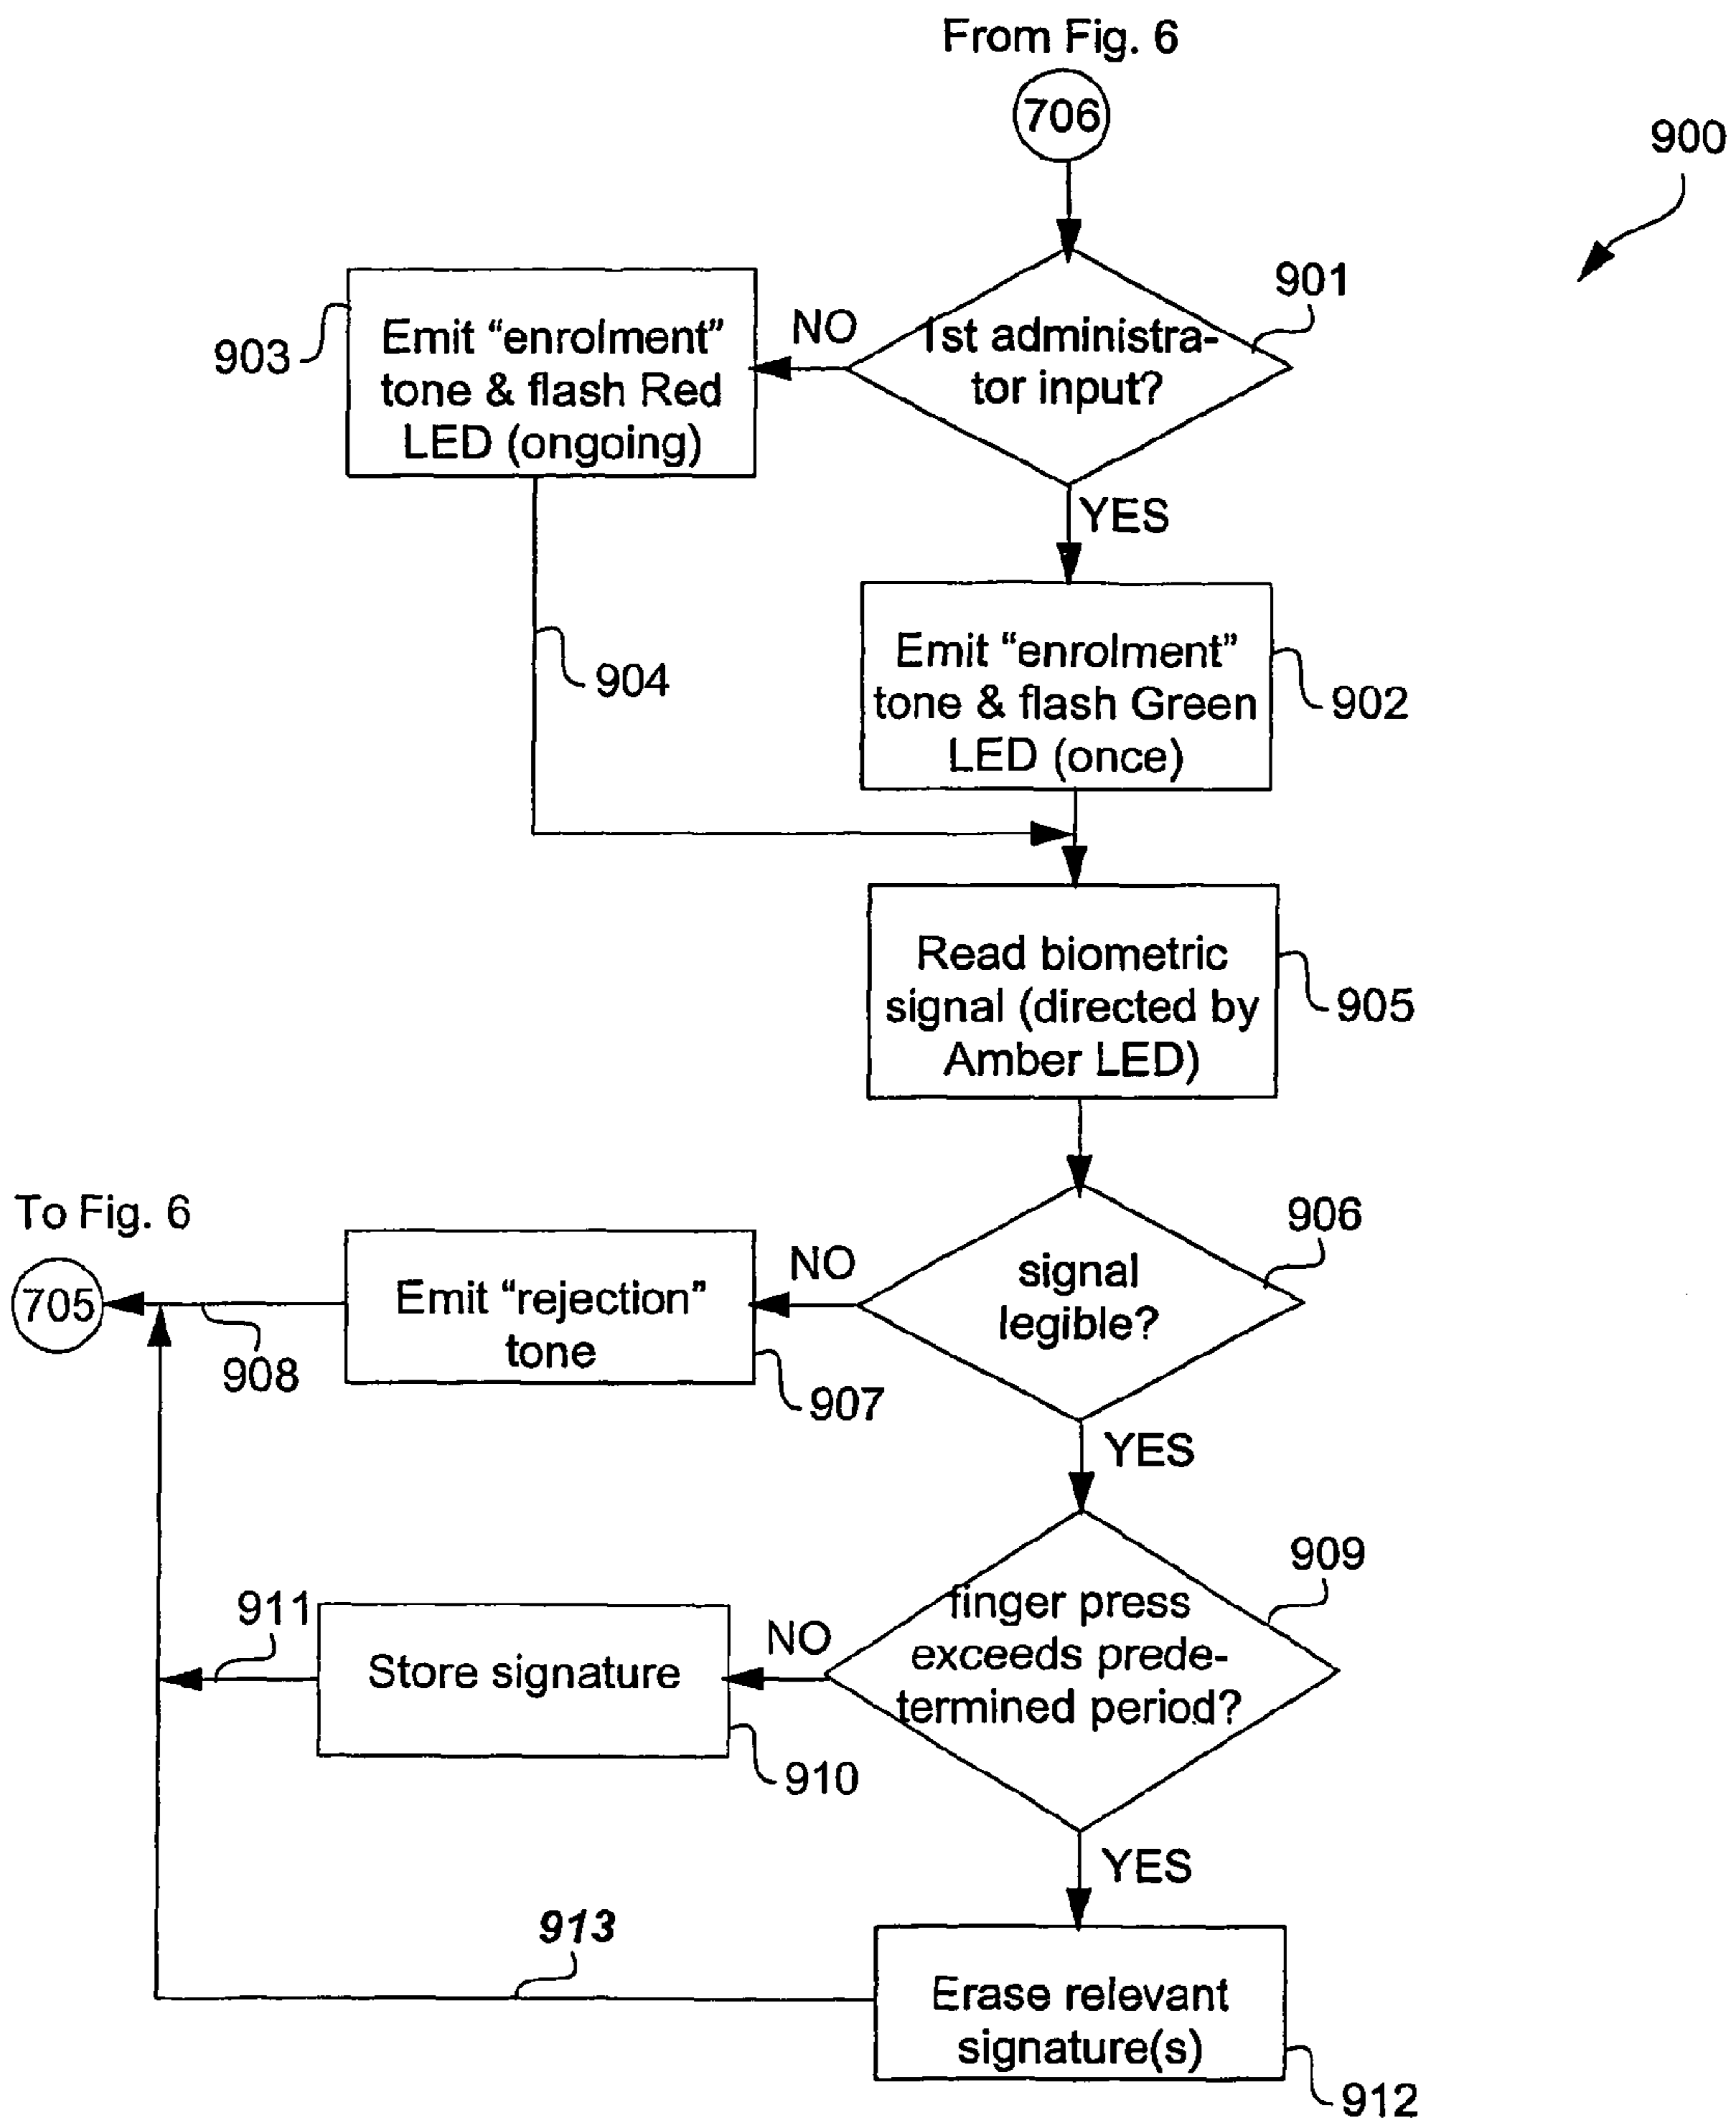 From Fig. 6
706
900
901
1st administra-
tor input?
NO
903
Emit “enrolment”
tone & flash Red
LED (ongoing)
YES
904
Emit “enrolment”
tone & flash Green
LED (once)
902
Read biometric
signal (directed by
Amber LED)
905
To Fig. 6
705
908
Emit “rejection”
tone
907
NO
906
signal
legible?
YES
911
Store signature
910
NO
909
finger press
exceeds prede-
termined period?
YES
913
Erase relevant
signature(s)
912